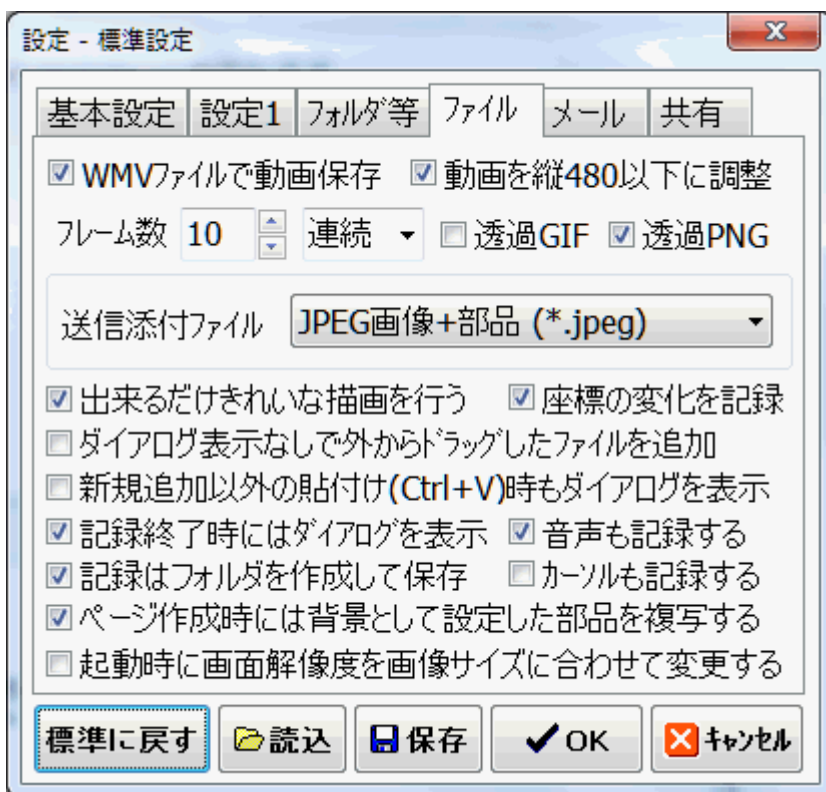 設定 - 標準設定
基本設定 設定1 フォルダ等 ファイル メール 共有
WMVファイルで動画保存 動画を縦480以下に調整
フレーム数 10 連続 透過GIF 透過PNG
送信添付ファイル JPEG画像+部品 (*.jpeg)
出来るだけきれいな描画を行う 座標の変化を記録
ダイアログ表示なしで外からドラッグしたファイルを追加
新規追加以外の貼付け(Ctrl+V)時もダイアログを表示
記録終了時にはダイアログを表示 音声も記録する
記録はフォルダを作成して保存 カーソルも記録する
ページ作成時には背景として設定した部品を複写する
起動時に画面解像度を画像サイズに合わせて変更する
標準に戻す 読込 保存 OK キャンセル